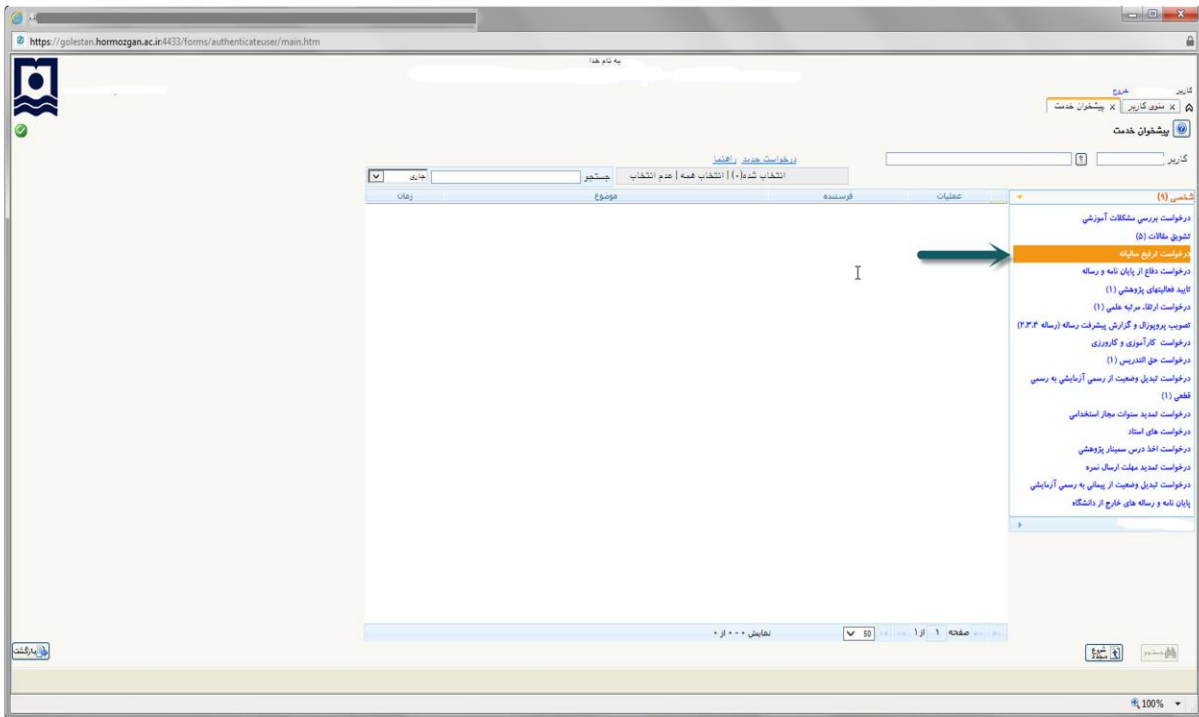 https://golestan.hormozgan.ac.ir:4433/forms/authenticateuser/main.htm
به نام خدا
کاربر خروج
x منوی کاربر x پیشخوان خدمت
پیشخوان خدمت
کاربر
درخواست جدید راهنما
انتخاب شده(۰) | انتخاب همه | عدم انتخاب جستجو جاری
عملیات فرستنده موضوع زمان
شخصی (۹)
درخواست بررسی مشکلات آموزشی
تشویق مقالات (۵)
درخواست ترفیع سالیانه
درخواست دفاع از پایان نامه و رساله
تایید فعالیتهای پژوهشی (۱)
درخواست ارتقاء مرتبه علمی (۱)
تصویب پروپوزال و گزارش پیشرفت رساله (رساله ۲،۳،۴)
درخواست کارآموزی و کارورزی
درخواست حق التدریس (۱)
درخواست تبدیل وضعیت از رسمی آزمایشی به رسمی
قطعی (۱)
درخواست تمدید سنوات مجاز استخدامی
درخواست های استاد
درخواست اخذ درس سمینار پژوهشی
درخواست تمدید مهلت ارسال نمره
درخواست تبدیل وضعیت از پیمانی به رسمی آزمایشی
پایان نامه و رساله های خارج از دانشگاه
صفحه ۱ از ۱ 50 نمایش ۰ - ۰ از ۰
جستجو شروع مجدد بازگشت
100%